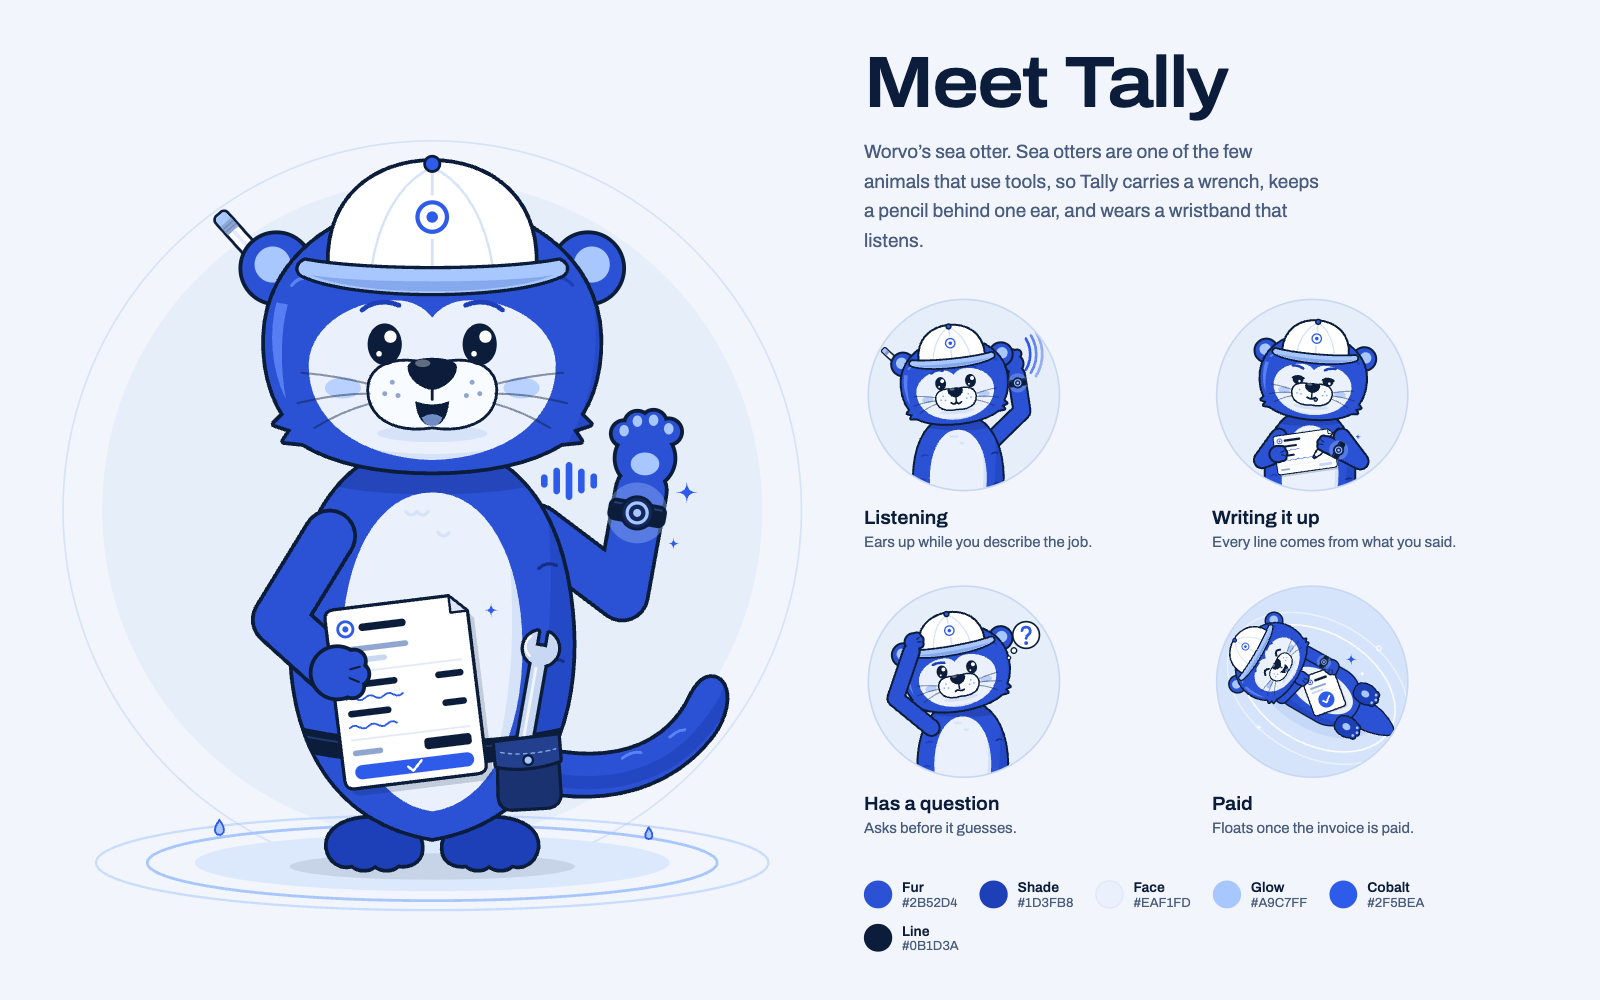 Meet Tally
Worvo’s sea otter. Sea otters are one of the few
animals that use tools, so Tally carries a wrench, keeps
a pencil behind one ear, and wears a wristband that
listens.
?
Listening
Ears up while you describe the job.
Writing it up
Every line comes from what you said.
Has a question
Asks before it guesses.
Paid
Floats once the invoice is paid.
Fur
#2B52D4
Shade
#1D3FB8
Face
#EAF1FD
Glow
#A9C7FF
Cobalt
#2F5BEA
Line
#0B1D3A